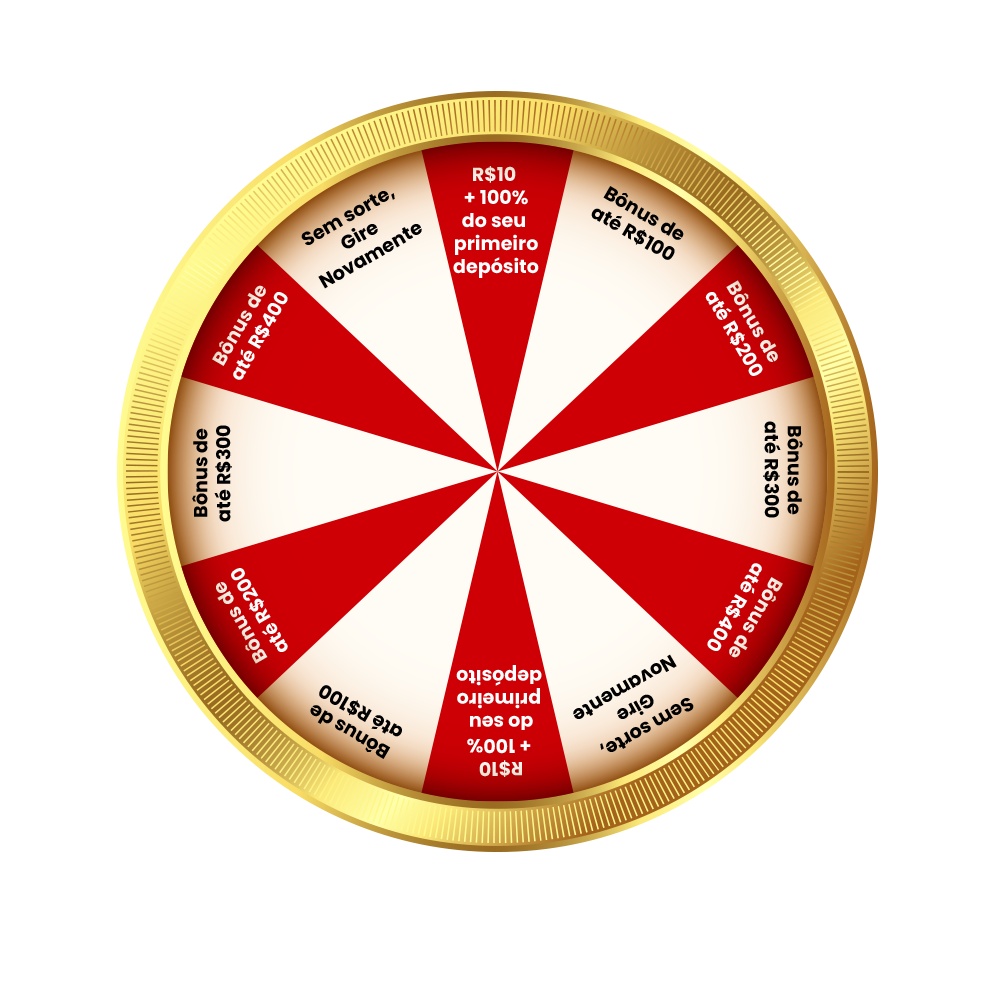 R$10
+ 100%
do seu
primeiro
depósito
Bônus de
até R$100
Bônus de
até R$200
Bônus de
até R$300
Bônus de
até R$400
Sem sorte,
Gire
Novamente
R$10
+ 100%
do seu
primeiro
depósito
Bônus de
até R$100
Bônus de
até R$200
Bônus de
até R$300
Bônus de
até R$400
Sem sorte,
Gire
Novamente